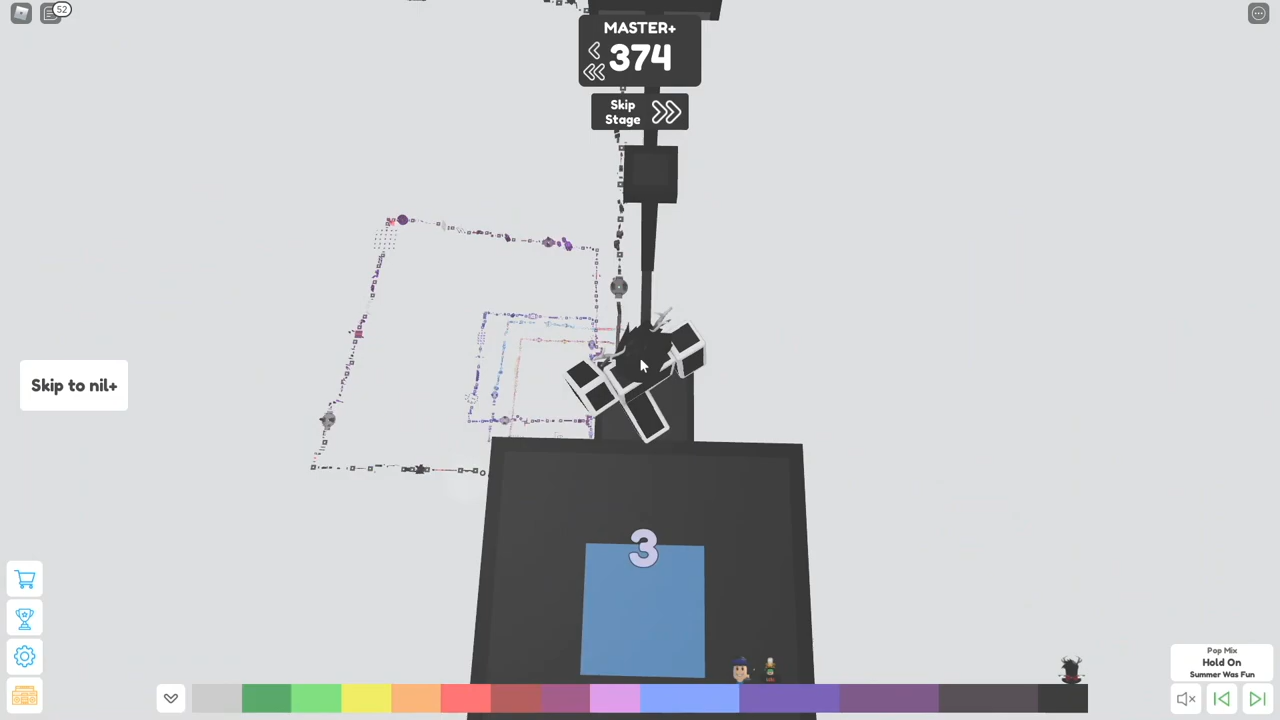 52
MASTER+
374
Skip
Stage
Skip to nil+
3
Pop Mix
Hold On
Summer Was Fun